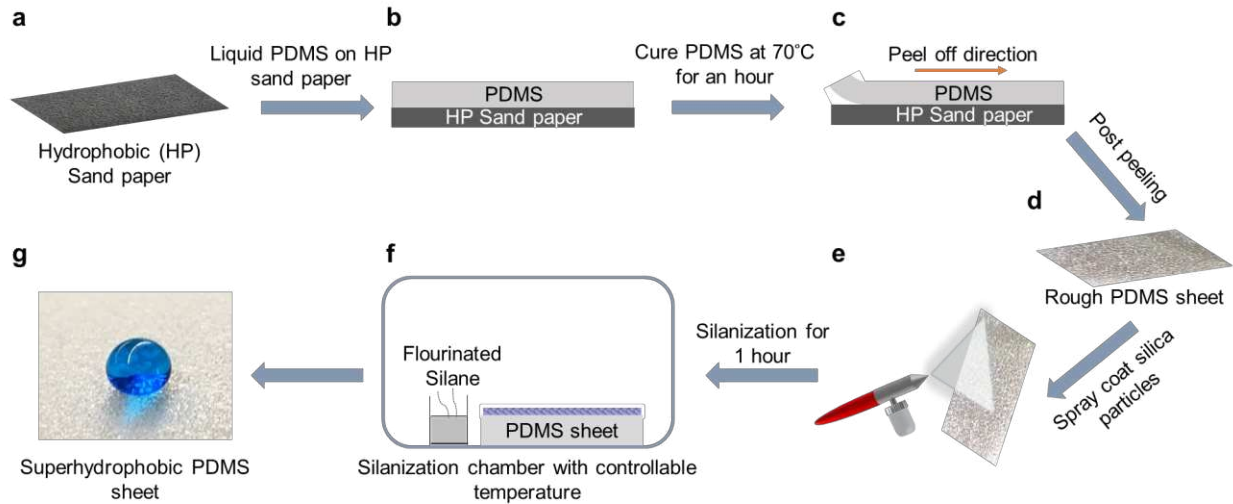 a
Hydrophobic (HP)
Sand paper
Liquid PDMS on HP
sand paper
b
PDMS
HP Sand paper
Cure PDMS at 70°C
for an hour
c
Peel off direction
PDMS
HP Sand paper
Post peeling
d
Rough PDMS sheet
Spray coat silica
particles
e
Silanization for
1 hour
f
Flourinated
Silane
PDMS sheet
Silanization chamber with controllable
temperature
g
Superhydrophobic PDMS
sheet